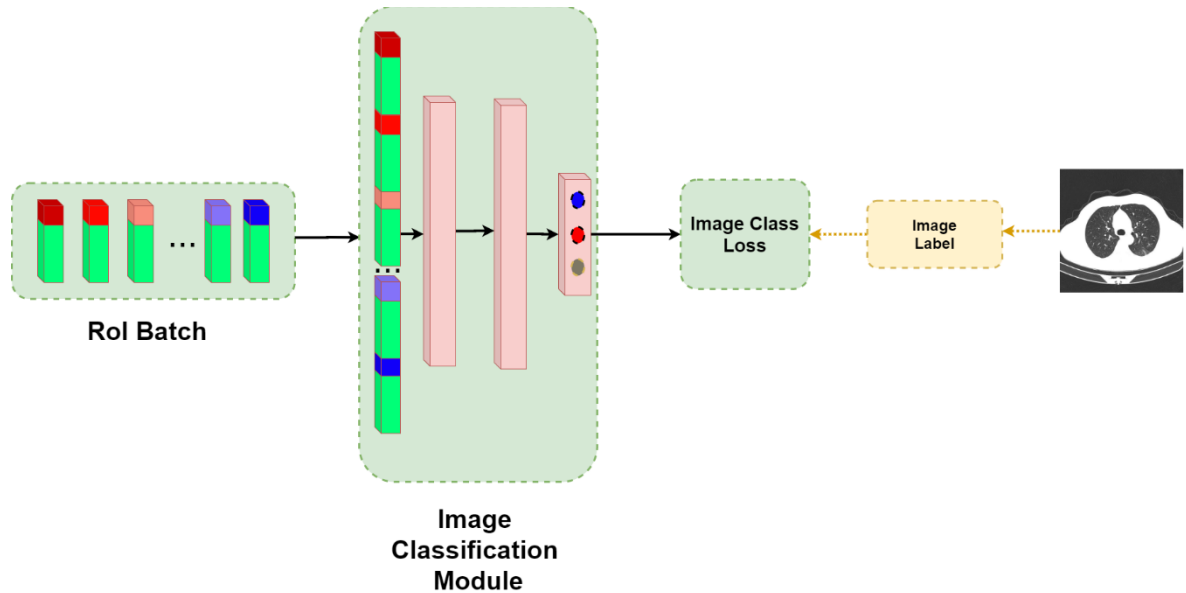 RoI Batch
Image
Classification
Module
Image Class
Loss
Image
Label